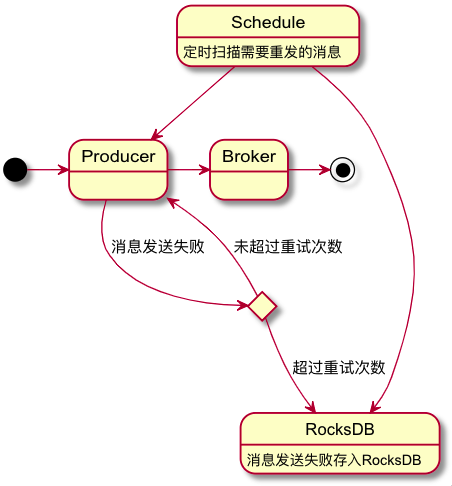 Schedule
定时扫描需要重发的消息
Producer
Broker
消息发送失败
未超过重试次数
超过重试次数
RocksDB
消息发送失败存入RocksDB